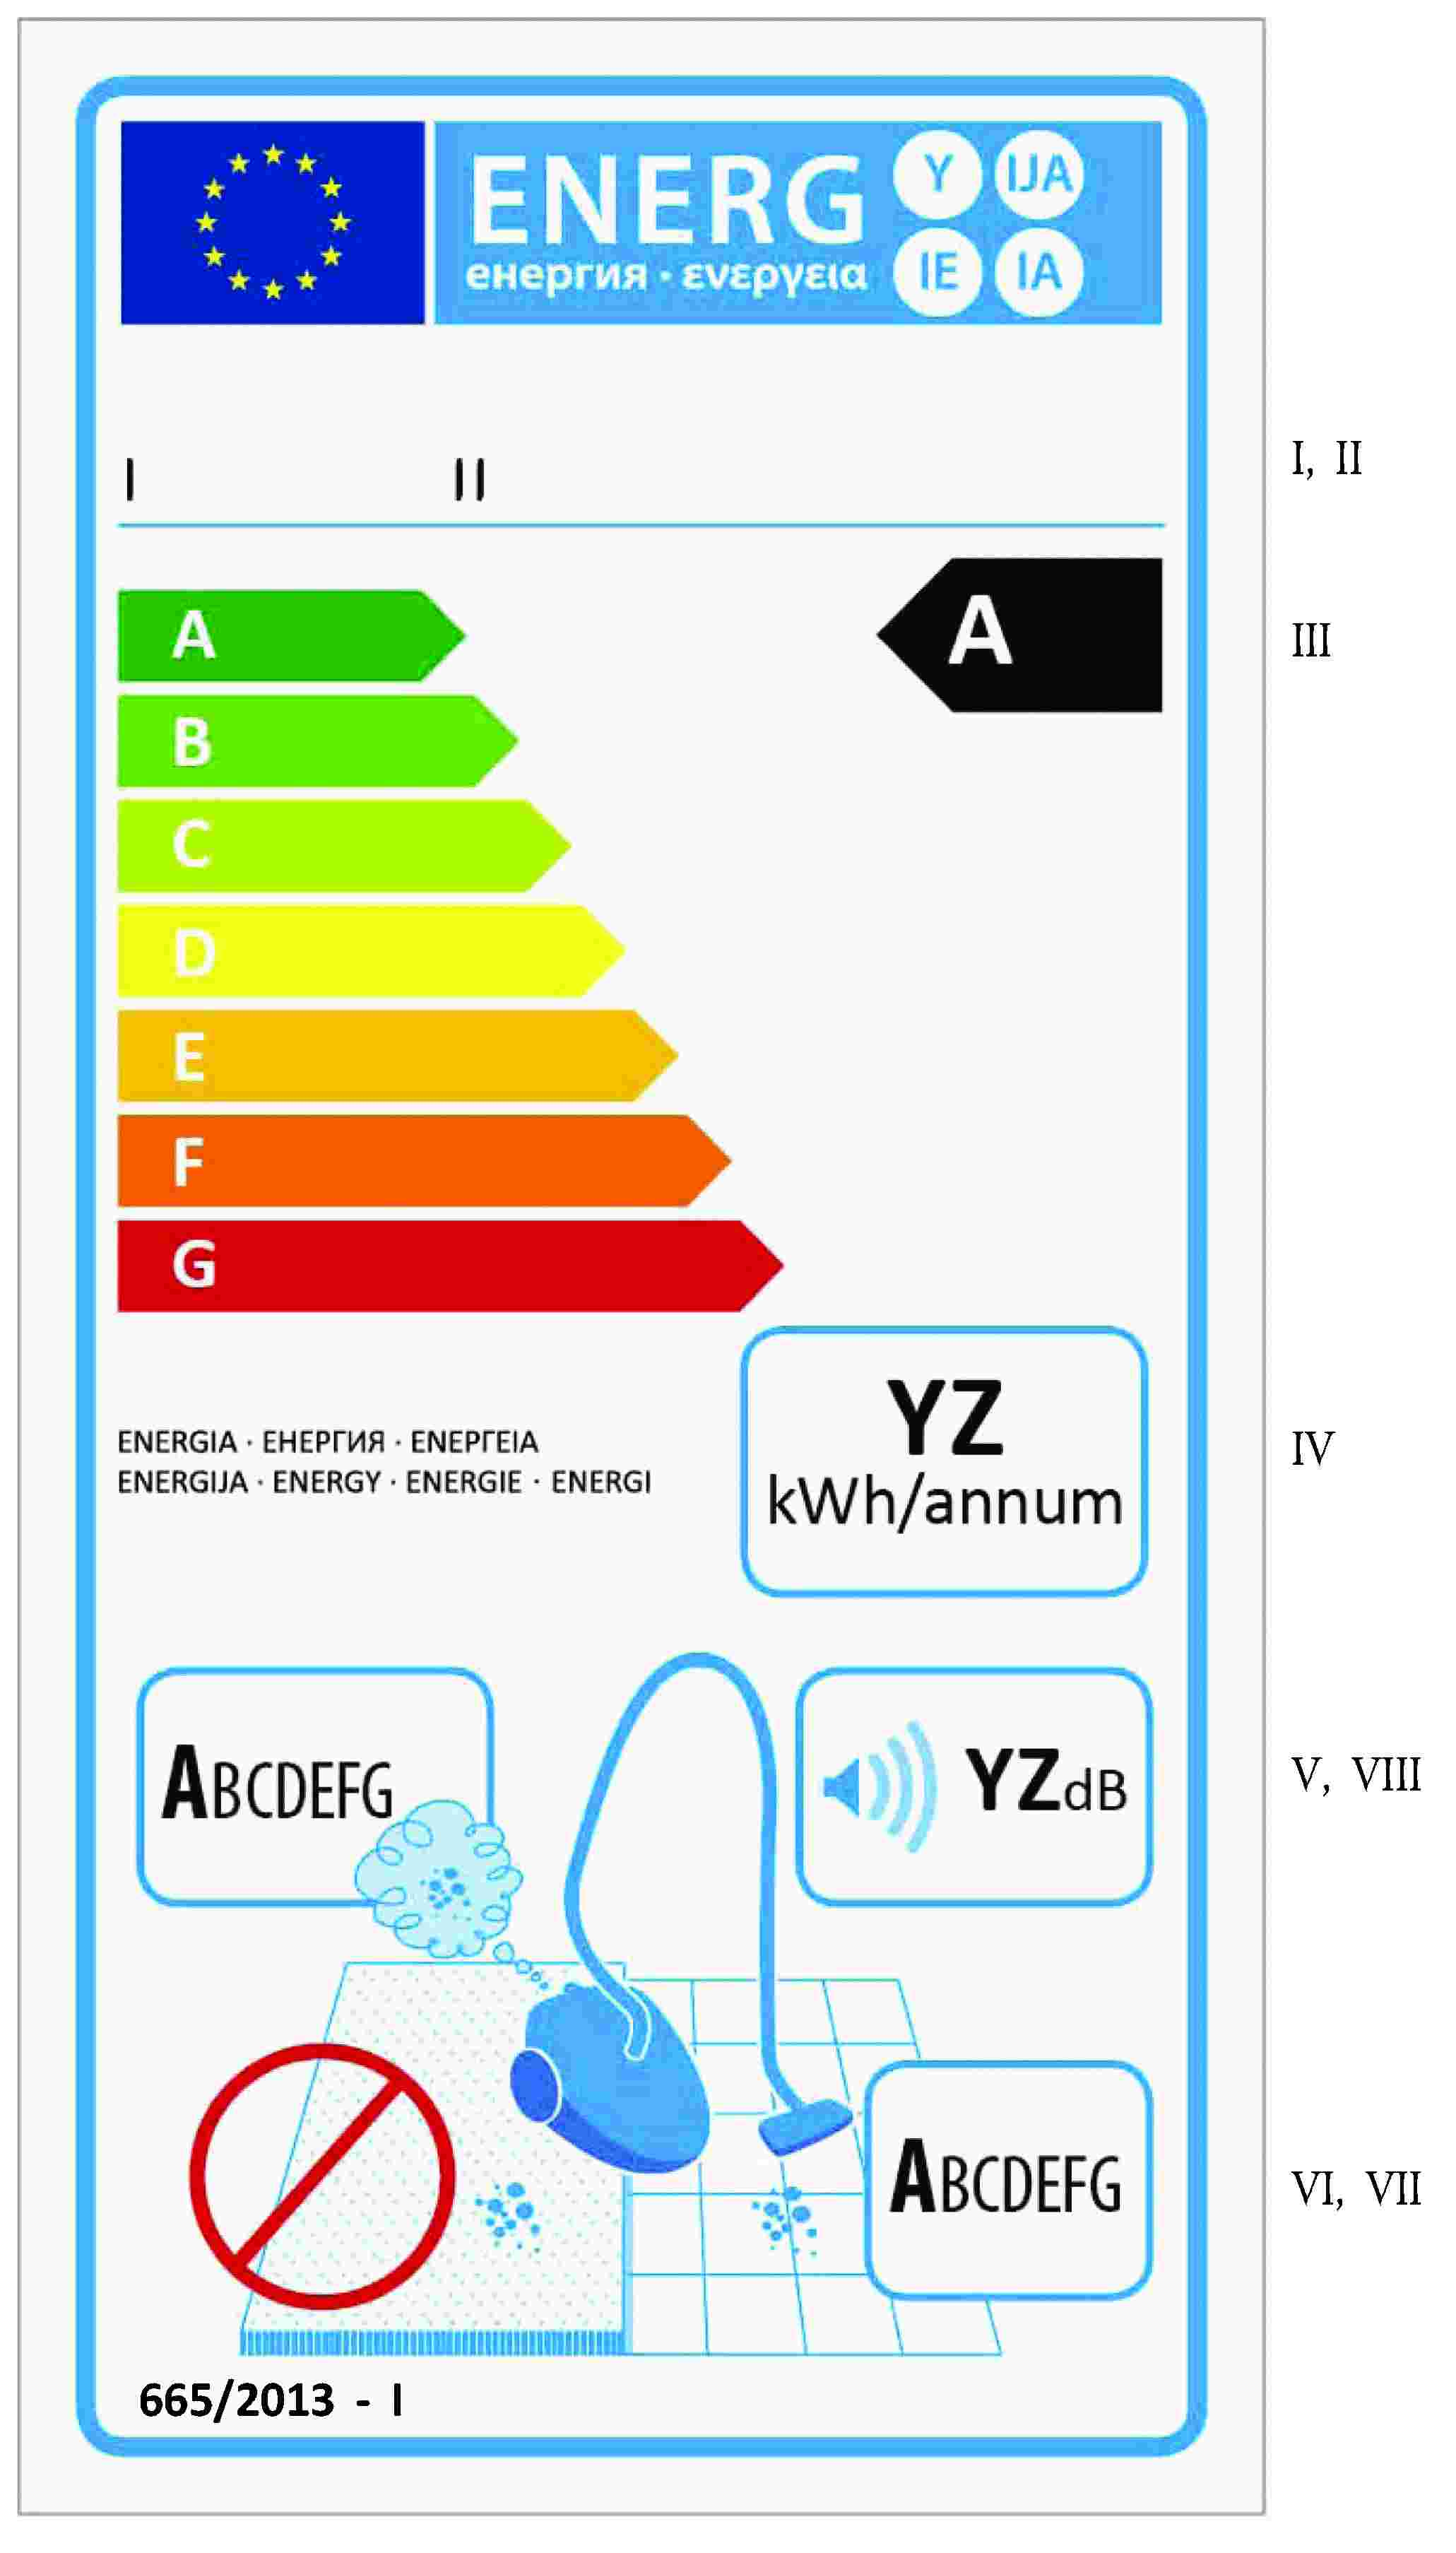 ENERG Y IJA
енергия · ενεργεια IE IA
I II I, II
A A III
B
C
D
E
F
G
YZ
ENERGIA · ЕНЕРГИЯ · ΕΝΕΡΓΕΙΑ
kWh/annum IV
ENERGIJA · ENERGY · ENERGIE · ENERGI
ABCDEFG YZdB V, VIII
ABCDEFG VI, VII
665/2013 - I